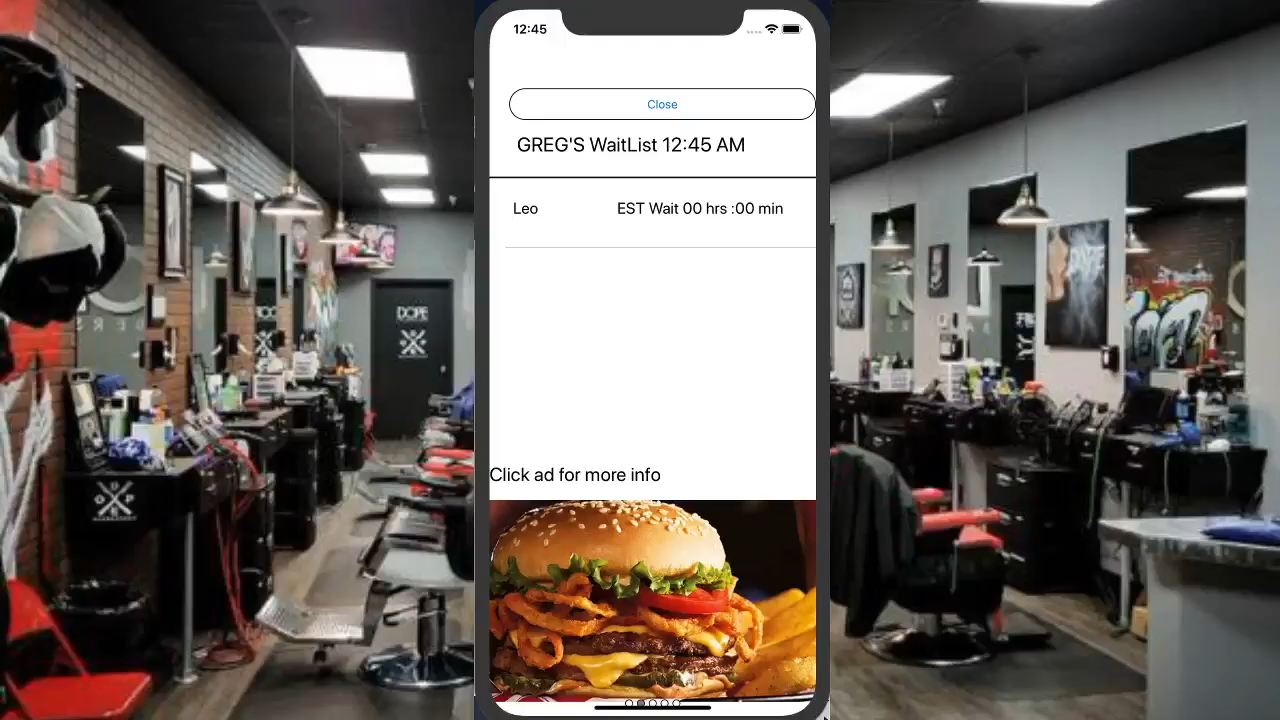 12:45
Close
GREG'S WaitList 12:45 AM
Leo EST Wait 00 hrs :00 min
Click ad for more info
DOPE